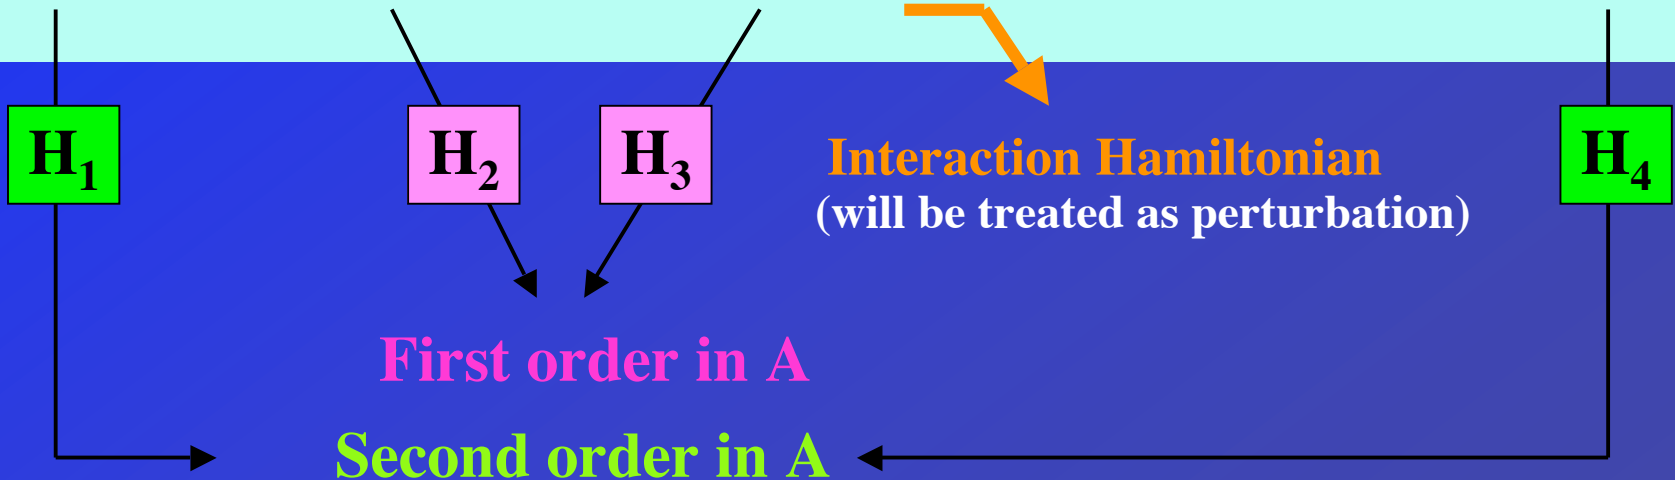 H₁
H₂
H₃
H₄
Interaction Hamiltonian
(will be treated as perturbation)
First order in A
Second order in A